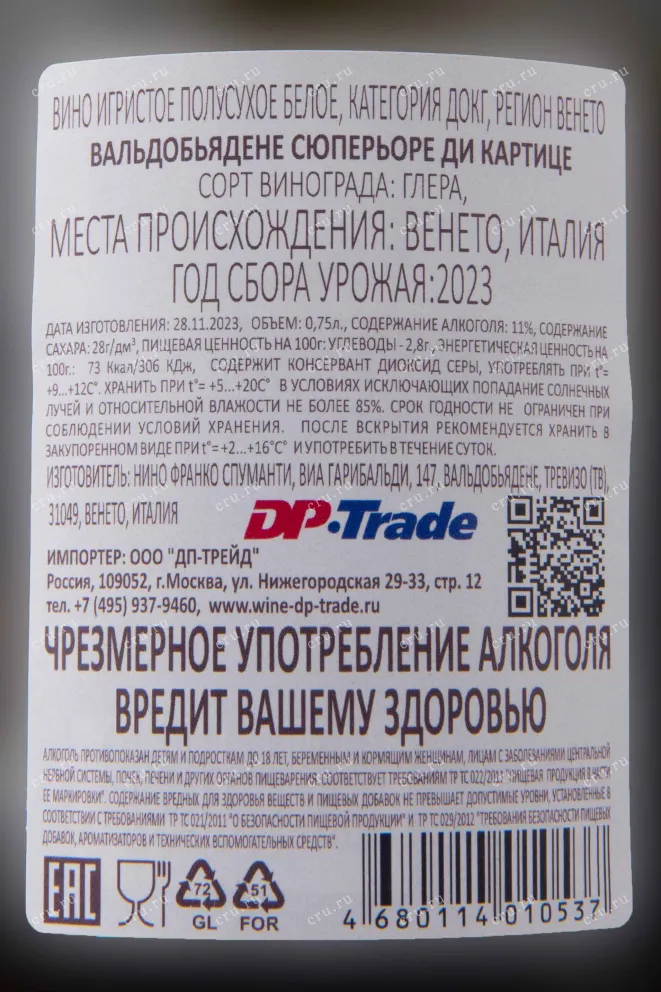 ВИНО ИГРИСТОЕ ПОЛУСУХОЕ БЕЛОЕ, КАТЕГОРИЯ ДОКГ, РЕГИОН ВЕНЕТО
ВАЛЬДОБЬЯДЕНЕ СЮПЕРЬОРЕ ДИ КАРТИЦЕ
СОРТ ВИНОГРАДА: ГЛЕРА,
МЕСТА ПРОИСХОЖДЕНИЯ: ВЕНЕТО, ИТАЛИЯ
ГОД СБОРА УРОЖАЯ:2023
ДАТА ИЗГОТОВЛЕНИЯ: 28.11.2023, ОБЪЕМ: 0,75л., СОДЕРЖАНИЕ АЛКОГОЛЯ: 11%, СОДЕРЖАНИЕ
САХАРА: 28г/дм³, ПИЩЕВАЯ ЦЕННОСТЬ НА 100г: УГЛЕВОДЫ - 2,8г., ЭНЕРГЕТИЧЕСКАЯ ЦЕННОСТЬ НА
100г.: 73 Ккал/306 КДж, СОДЕРЖИТ КОНСЕРВАНТ ДИОКСИД СЕРЫ, УПОТРЕБЛЯТЬ ПРИ t°=
+9...+12С°. ХРАНИТЬ ПРИ t°= +5...+20С° В УСЛОВИЯХ ИСКЛЮЧАЮЩИХ ПОПАДАНИЕ СОЛНЕЧНЫХ
ЛУЧЕЙ И ОТНОСИТЕЛЬНОЙ ВЛАЖНОСТИ НЕ БОЛЕЕ 85%. СРОК ГОДНОСТИ НЕ ОГРАНИЧЕН ПРИ
СОБЛЮДЕНИИ УСЛОВИЙ ХРАНЕНИЯ. ПОСЛЕ ВСКРЫТИЯ РЕКОМЕНДУЕТСЯ ХРАНИТЬ В
ЗАКУПОРЕННОМ ВИДЕ ПРИ t°=+2...+16°С И УПОТРЕБИТЬ В ТЕЧЕНИЕ СУТОК.
ИЗГОТОВИТЕЛЬ: НИНО ФРАНКО СПУМАНТИ, ВИА ГАРИБАЛЬДИ, 147, ВАЛЬДОБЬЯДЕНЕ, ТРЕВИЗО (ТВ),
31049, ВЕНЕТО, ИТАЛИЯ
DP-Trade
ИМПОРТЕР: ООО "ДП-ТРЕЙД"
Россия, 109052, г.Москва, ул. Нижегородская 29-33, стр. 12
тел. +7 (495) 937-9460, www.wine-dp-trade.ru
ЧРЕЗМЕРНОЕ УПОТРЕБЛЕНИЕ АЛКОГОЛЯ
ВРЕДИТ ВАШЕМУ ЗДОРОВЬЮ
АЛКОГОЛЬ ПРОТИВОПОКАЗАН ДЕТЯМ И ПОДРОСТКАМ ДО 18 ЛЕТ, БЕРЕМЕННЫМ И КОРМЯЩИМ ЖЕНЩИНАМ, ЛИЦАМ С ЗАБОЛЕВАНИЯМИ ЦЕНТРАЛЬНОЙ
НЕРВНОЙ СИСТЕМЫ, ПОЧЕК, ПЕЧЕНИ И ДРУГИХ ОРГАНОВ ПИЩЕВАРЕНИЯ. СООТВЕТСТВУЕТ ТРЕБОВАНИЯМ ТР ТС 022/2011 "ПИЩЕВАЯ ПРОДУКЦИЯ В ЧАСТИ
ЕЕ МАРКИРОВКИ". СОДЕРЖАНИЕ ВРЕДНЫХ ДЛЯ ЗДОРОВЬЯ ВЕЩЕСТВ И ПИЩЕВЫХ ДОБАВОК НЕ ПРЕВЫШАЕТ ДОПУСТИМЫЕ УРОВНИ, УСТАНОВЛЕННЫЕ В
СООТВЕТСТВИИ С ТРЕБОВАНИЯМИ ТР ТС 021/2011 "О БЕЗОПАСНОСТИ ПИЩЕВОЙ ПРОДУКЦИИ" И ТР ТС 029/2012 "ТРЕБОВАНИЯ БЕЗОПАСНОСТИ ПИЩЕВЫХ
ДОБАВОК, АРОМАТИЗАТОРОВ И ТЕХНИЧЕСКИХ ВСПОМОГАТЕЛЬНЫХ СРЕДСТВ".
EAC
72
GL
51
FOR
4 680114 010537
cru.ru